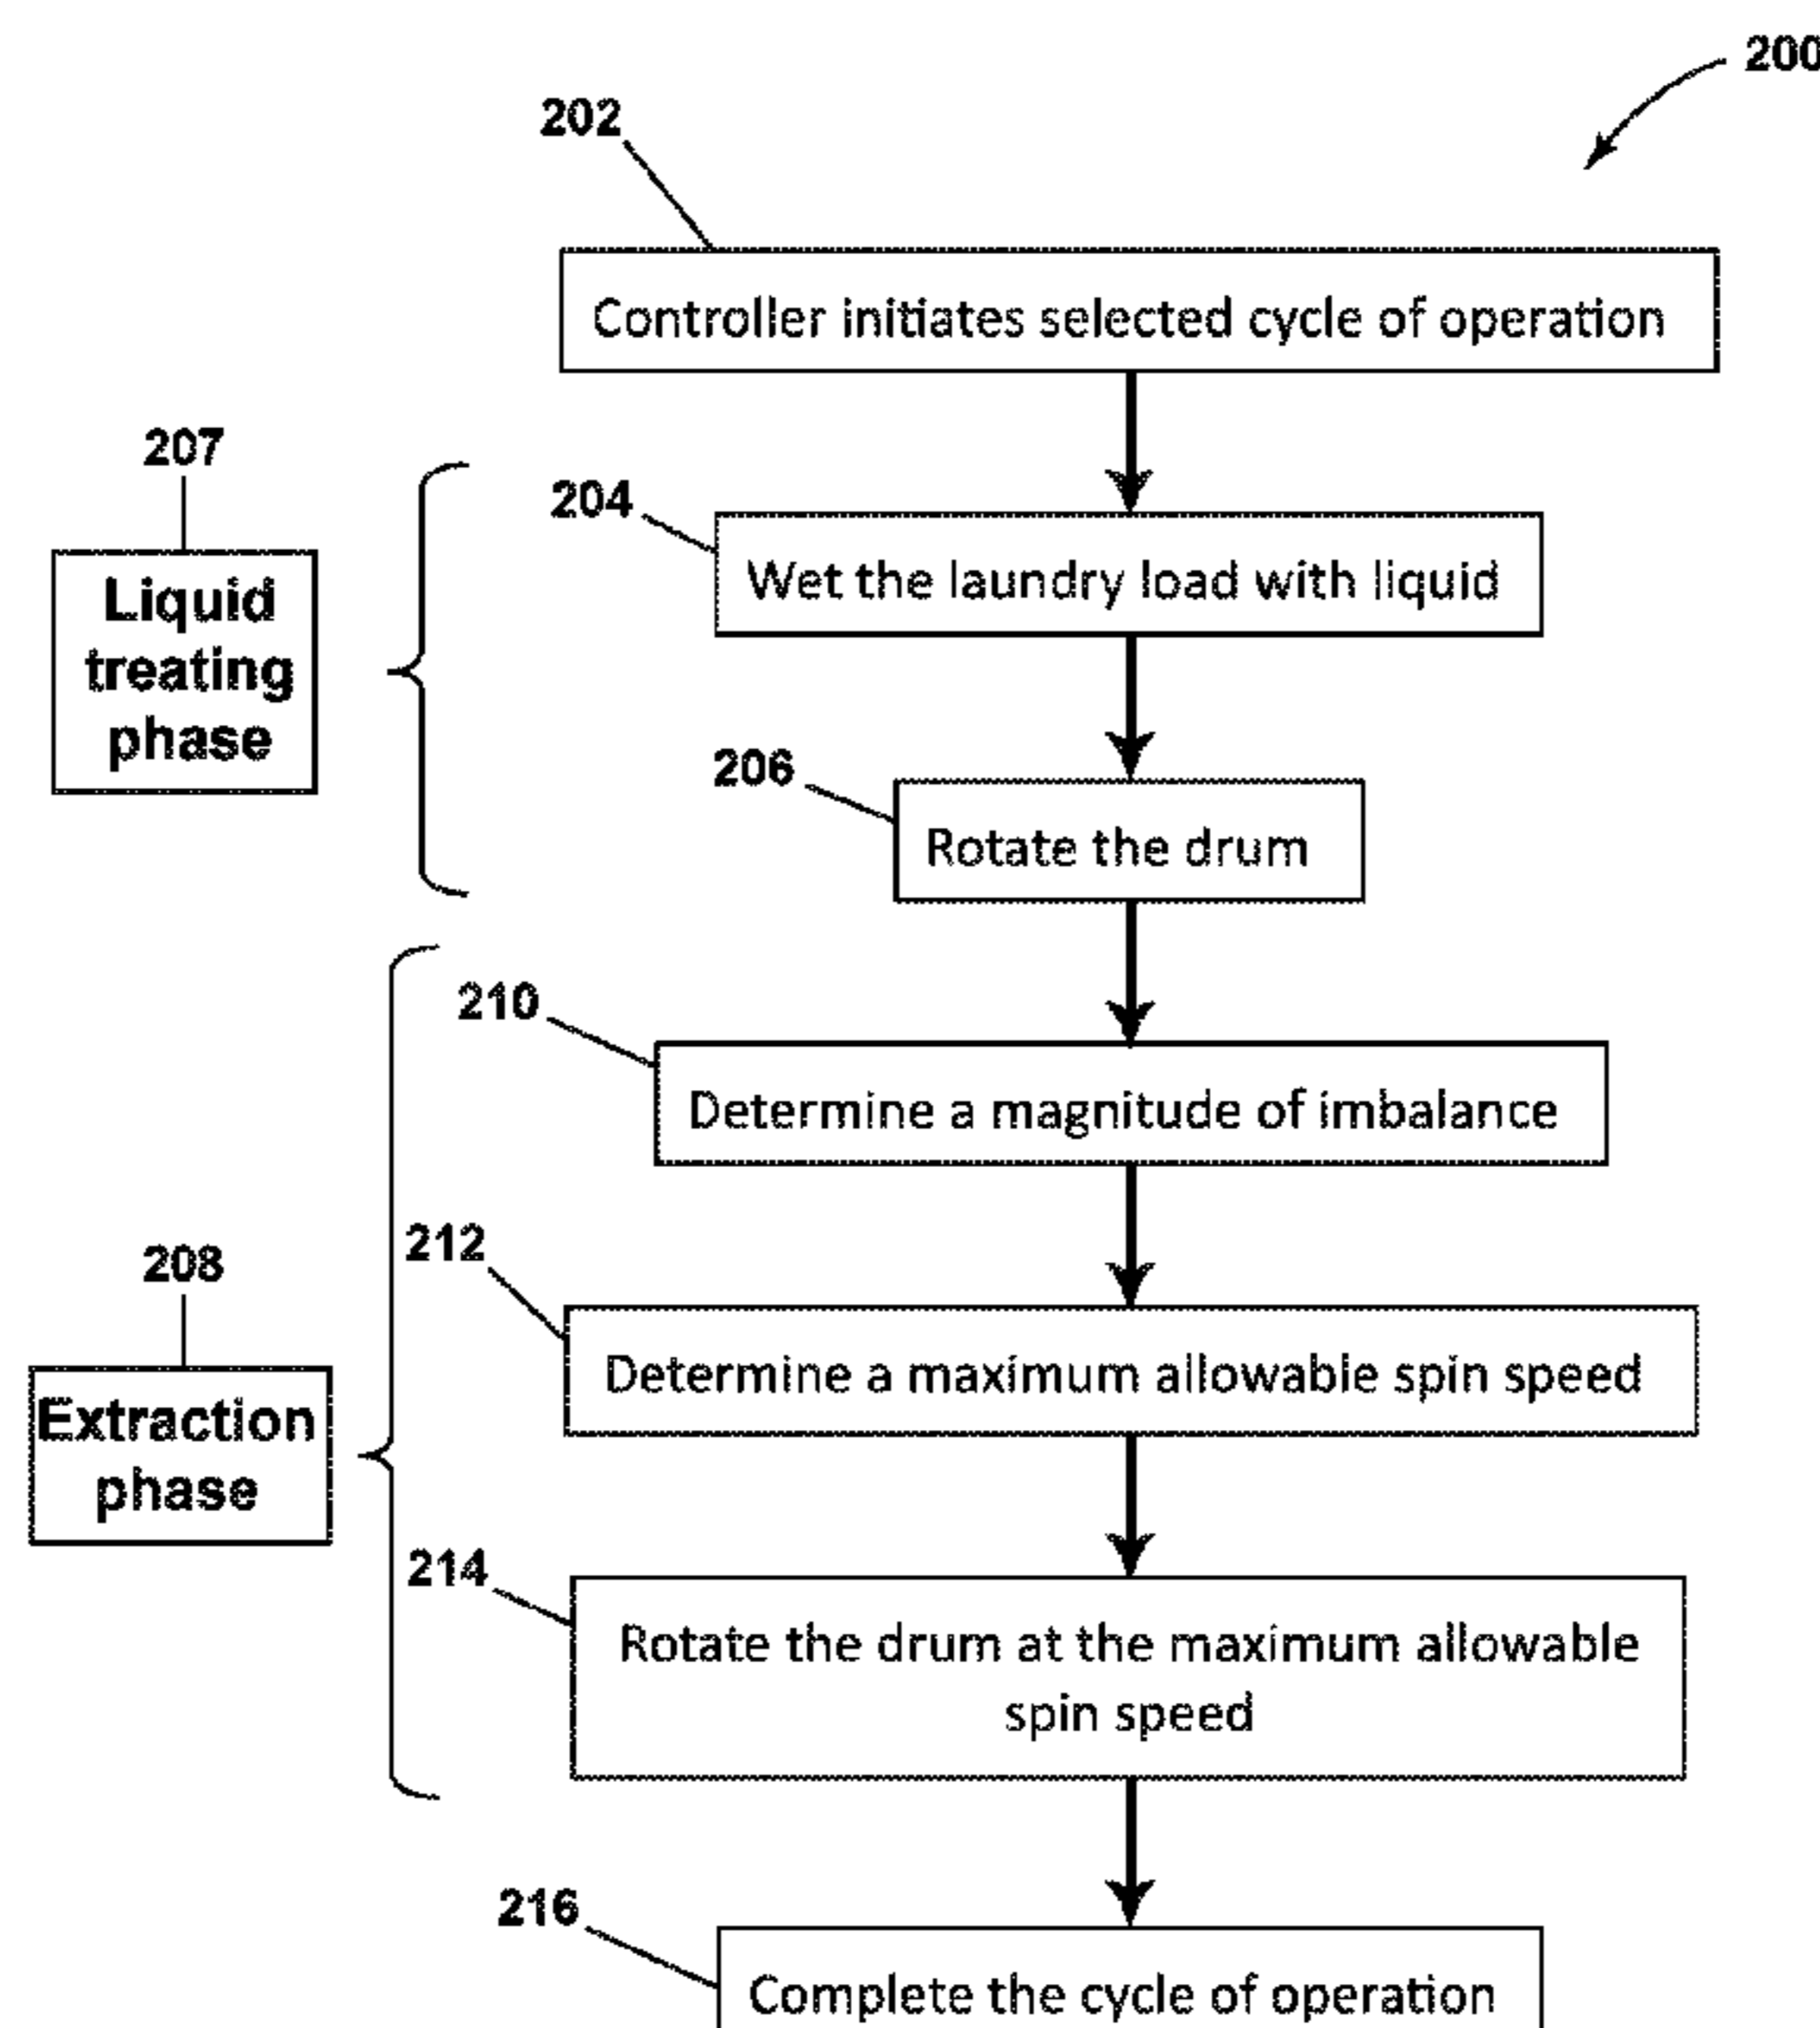 200
202
Controller initiates selected cycle of operation
207
Liquid
treating
phase
204
Wet the laundry load with liquid
206
Rotate the drum
210
Determine a magnitude of imbalance
212
Determine a maximum allowable spin speed
208
Extraction
phase
214
Rotate the drum at the maximum allowable
spin speed
216
Complete the cycle of operation